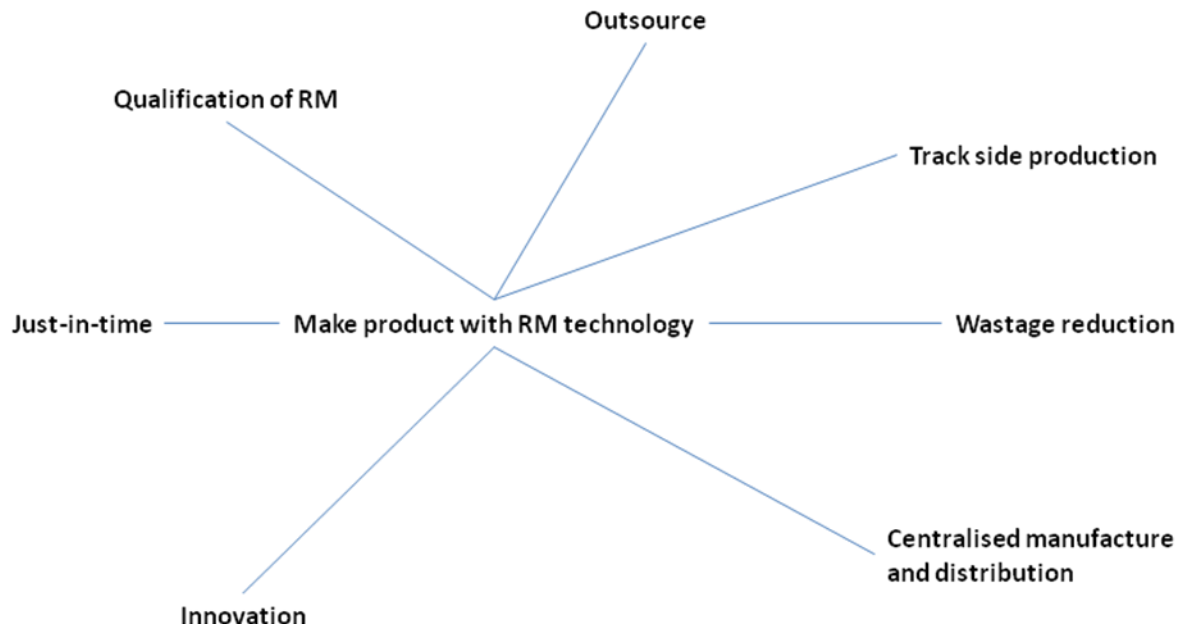 Outsource
Qualification of RM
Track side production
Just-in-time
Make product with RM technology
Wastage reduction
Centralised manufacture
and distribution
Innovation